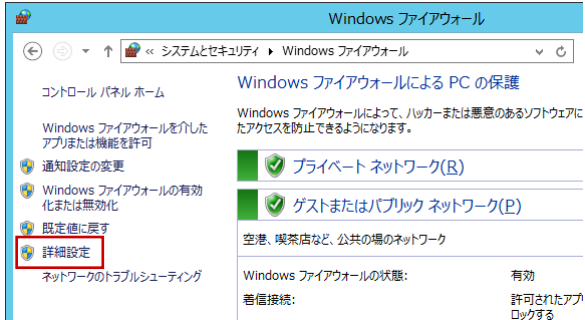 Windows ファイアウォール
« システムとセキュリティ ▸ Windows ファイアウォール
コントロール パネル ホーム
Windows ファイアウォールを介した
アプリまたは機能を許可
通知設定の変更
Windows ファイアウォールの有効
化または無効化
既定値に戻す
詳細設定
ネットワークのトラブルシューティング
Windows ファイアウォールによる PC の保護
Windows ファイアウォールによって、ハッカーまたは悪意のあるソフトウェアに
たアクセスを防止できるようになります。
プライベート ネットワーク(R)
ゲストまたはパブリック ネットワーク(P)
空港、喫茶店など、公共の場のネットワーク
Windows ファイアウォールの状態: 有効
着信接続: 許可されたアプ
ロックする